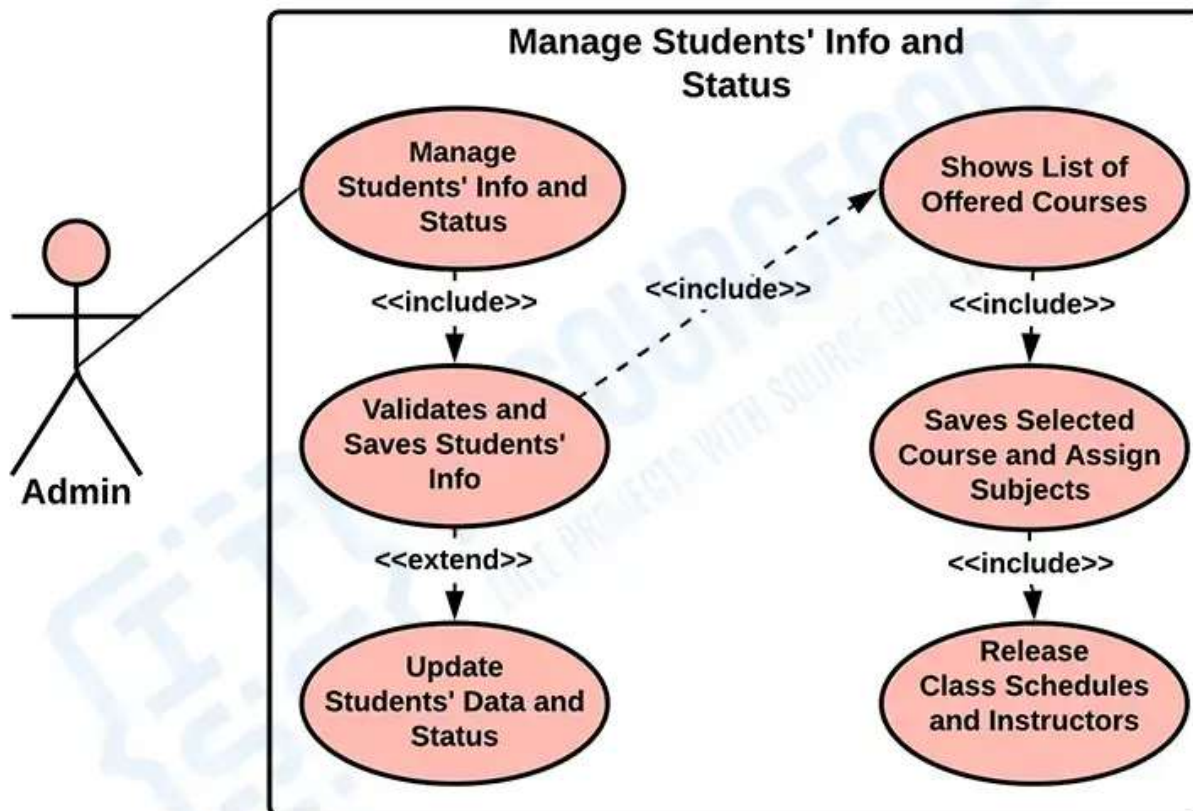 Manage Students' Info and
Status
Manage
Students' Info and
Status
Shows List of
Offered Courses
<<include>>
<<include>>
<<include>>
Admin
Validates and
Saves Students'
Info
Saves Selected
Course and Assign
Subjects
<<extend>>
<<include>>
Update
Students' Data and
Status
Release
Class Schedules
and Instructors